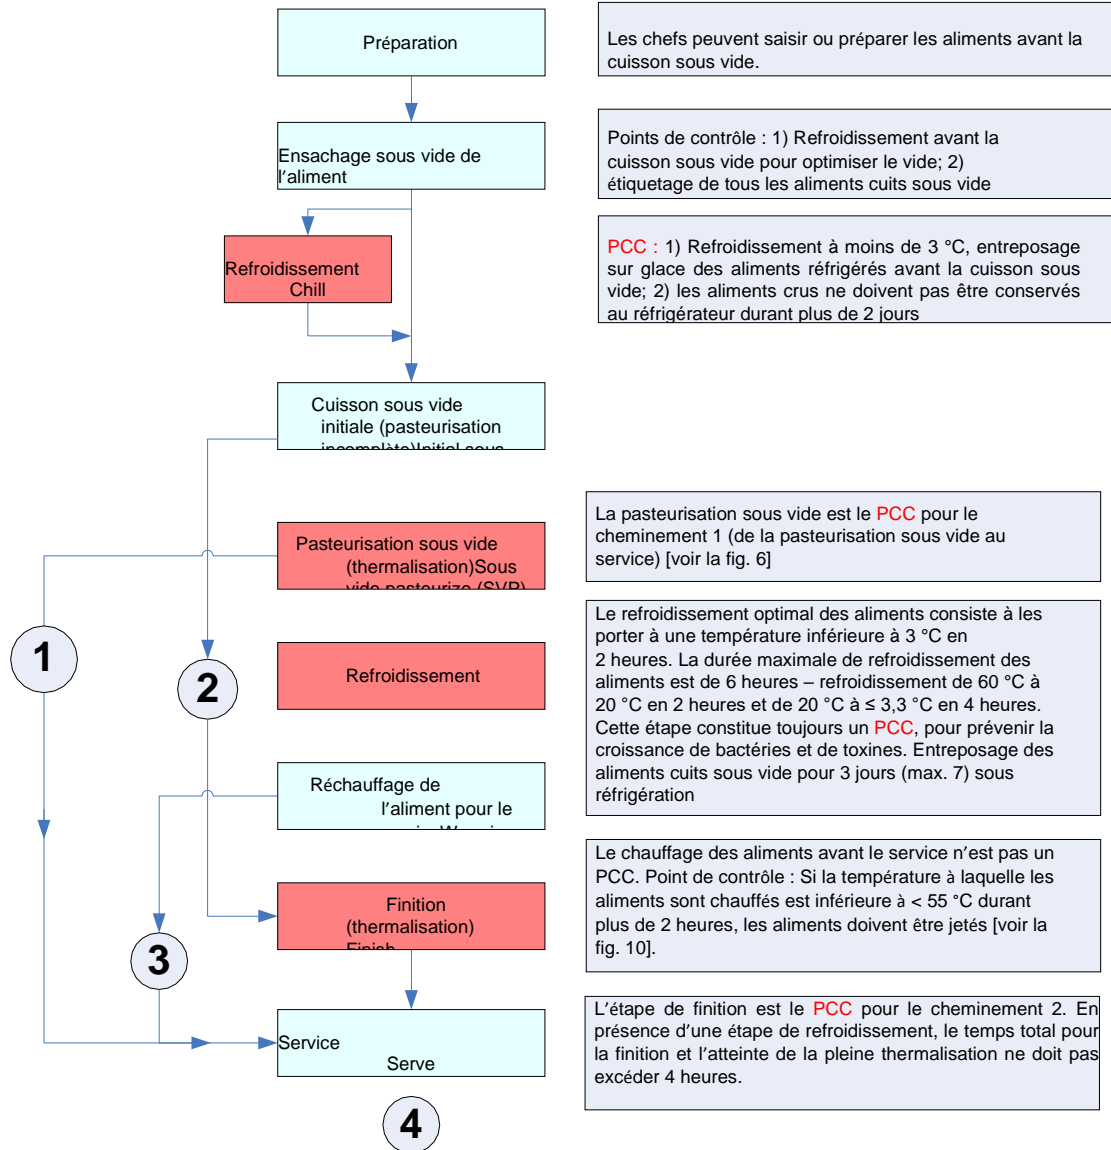 Préparation
Les chefs peuvent saisir ou préparer les aliments avant la
cuisson sous vide.
Ensachage sous vide de
l'aliment
Points de contrôle : 1) Refroidissement avant la
cuisson sous vide pour optimiser le vide; 2)
étiquetage de tous les aliments cuits sous vide
Refroidissement
Chill
PCC : 1) Refroidissement à moins de 3 °C, entreposage
sur glace des aliments réfrigérés avant la cuisson sous
vide; 2) les aliments crus ne doivent pas être conservés
au réfrigérateur durant plus de 2 jours
Cuisson sous vide
initiale (pasteurisation
incomplète)Initial sous
Pasteurisation sous vide
(thermalisation)Sous
vide pasteurize (SVP)
La pasteurisation sous vide est le PCC pour le
cheminement 1 (de la pasteurisation sous vide au
service) [voir la fig. 6]
1
2
Refroidissement
Le refroidissement optimal des aliments consiste à les
porter à une température inférieure à 3 °C en
2 heures. La durée maximale de refroidissement des
aliments est de 6 heures – refroidissement de 60 °C à
20 °C en 2 heures et de 20 °C à ≤ 3,3 °C en 4 heures.
Cette étape constitue toujours un PCC, pour prévenir la
croissance de bactéries et de toxines. Entreposage des
aliments cuits sous vide pour 3 jours (max. 7) sous
réfrigération
Réchauffage de
l'aliment pour le
Le chauffage des aliments avant le service n'est pas un
PCC. Point de contrôle : Si la température à laquelle les
aliments sont chauffés est inférieure à < 55 °C durant
plus de 2 heures, les aliments doivent être jetés [voir la
fig. 10].
Finition
(thermalisation)
Finish
3
L'étape de finition est le PCC pour le cheminement 2. En
présence d'une étape de refroidissement, le temps total pour
la finition et l'atteinte de la pleine thermalisation ne doit pas
excéder 4 heures.
Service
Serve
4